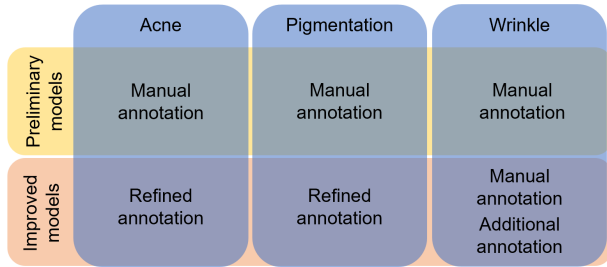 Acne
Pigmentation
Wrinkle
Preliminary
models
Manual
annotation
Manual
annotation
Manual
annotation
Improved
models
Refined
annotation
Refined
annotation
Manual
annotation
Additional
annotation